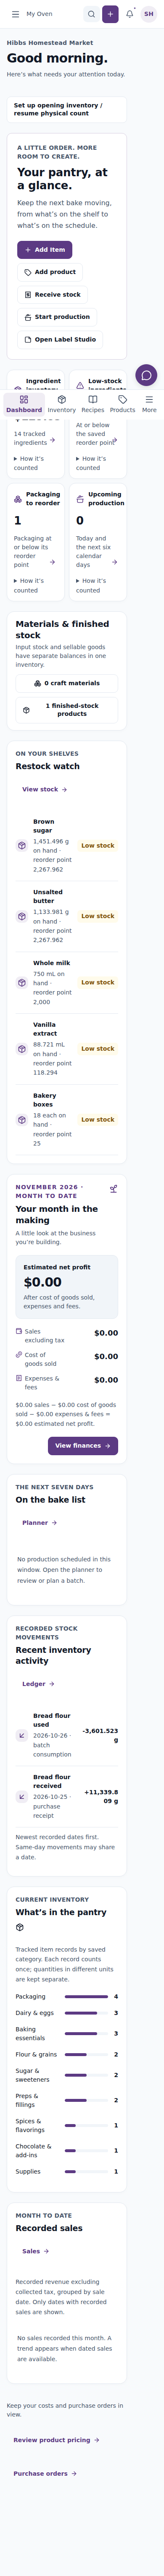 My Oven
SH
Hibbs Homestead Market
Good morning.
Here's what needs your attention today.
Set up opening inventory /
resume physical count
A LITTLE ORDER. MORE
ROOM TO CREATE.
Your pantry, at
a glance.
Keep the next bake moving,
from what's on the shelf to
what's on the schedule.
Add Item
Add product
Receive stock
Start production
Open Label Studio
Ingredient
Low-stock
Dashboard
Inventory
Recipes
Products
More
14 tracked
ingredients
How it's
counted
At or below
the saved
reorder point
How it's
counted
Packaging
to reorder
1
Packaging at
or below its
reorder
point
How it's
counted
Upcoming
production
0
Today and
the next six
calendar
days
How it's
counted
Materials & finished
stock
Input stock and sellable goods
have separate balances in one
inventory.
0 craft materials
1 finished-stock
products
ON YOUR SHELVES
Restock watch
View stock
Brown
sugar
1,451.496 g
on hand ·
reorder point
2,267.962
Low stock
Unsalted
butter
1,133.981 g
on hand ·
reorder point
2,267.962
Low stock
Whole milk
750 mL on
hand ·
reorder point
2,000
Low stock
Vanilla
extract
88.721 mL
on hand ·
reorder point
118.294
Low stock
Bakery
boxes
18 each on
hand ·
reorder point
25
Low stock
NOVEMBER 2026 ·
MONTH TO DATE
Your month in the
making
A little look at the business
you're building.
Estimated net profit
$0.00
After cost of goods sold,
expenses and fees.
Sales
excluding tax
$0.00
Cost of
goods sold
$0.00
Expenses &
fees
$0.00
$0.00 sales − $0.00 cost of goods
sold − $0.00 expenses & fees =
$0.00 estimated net profit.
View finances
THE NEXT SEVEN DAYS
On the bake list
Planner
No production scheduled in this
window. Open the planner to
review or plan a batch.
RECORDED STOCK
MOVEMENTS
Recent inventory
activity
Ledger
Bread flour
used
2026-10-26 ·
batch
consumption
-3,601.523
g
Bread flour
received
2026-10-25 ·
purchase
receipt
+11,339.8
09 g
Newest recorded dates first.
Same-day movements may share
a date.
CURRENT INVENTORY
What's in the pantry
Tracked item records by saved
category. Each record counts
once; quantities in different units
are kept separate.
Packaging
4
Dairy & eggs
3
Baking
essentials
3
Flour & grains
2
Sugar &
sweeteners
2
Preps &
fillings
2
Spices &
flavorings
1
Chocolate &
add-ins
1
Supplies
1
MONTH TO DATE
Recorded sales
Sales
Recorded revenue excluding
collected tax, grouped by sale
date. Only dates with recorded
sales are shown.
No sales recorded this month. A
trend appears when dated sales
are available.
Keep your costs and purchase orders in
view.
Review product pricing
Purchase orders